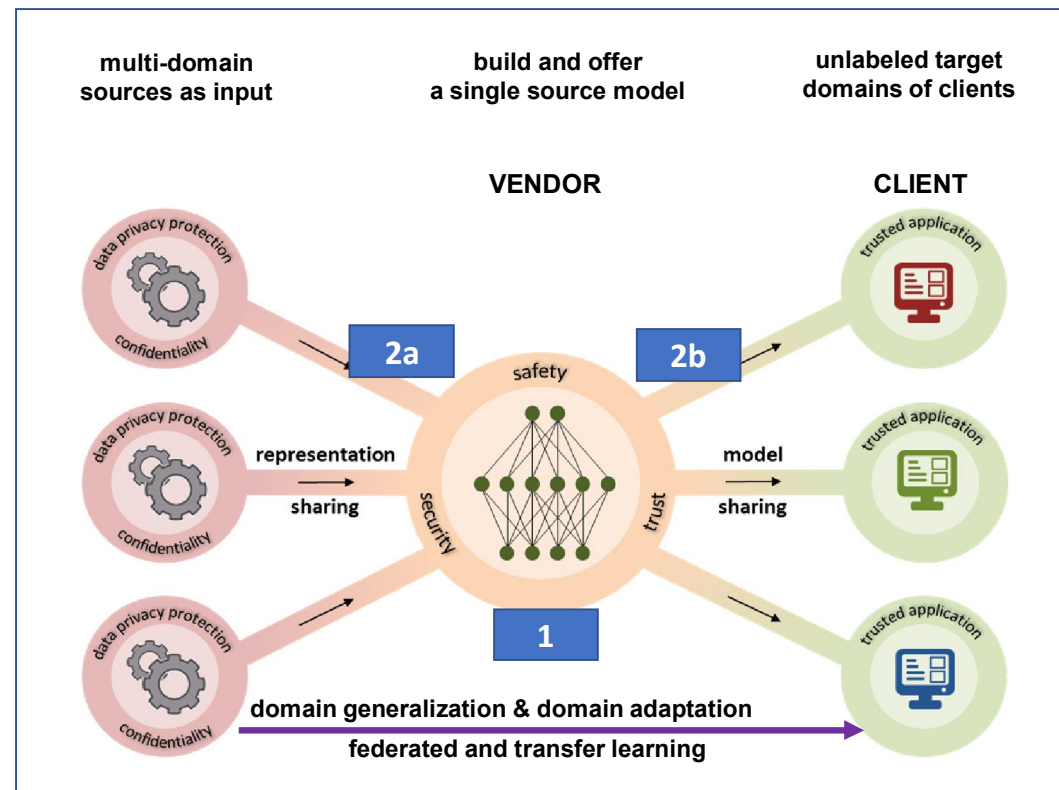 multi-domain
sources as input
build and offer
a single source model
unlabeled target
domains of clients
VENDOR
CLIENT
data privacy protection
confidentiality
trusted application
2a
2b
safety
data privacy protection
confidentiality
representation
sharing
security
trust
model
sharing
trusted application
data privacy protection
confidentiality
1
trusted application
domain generalization & domain adaptation
federated and transfer learning